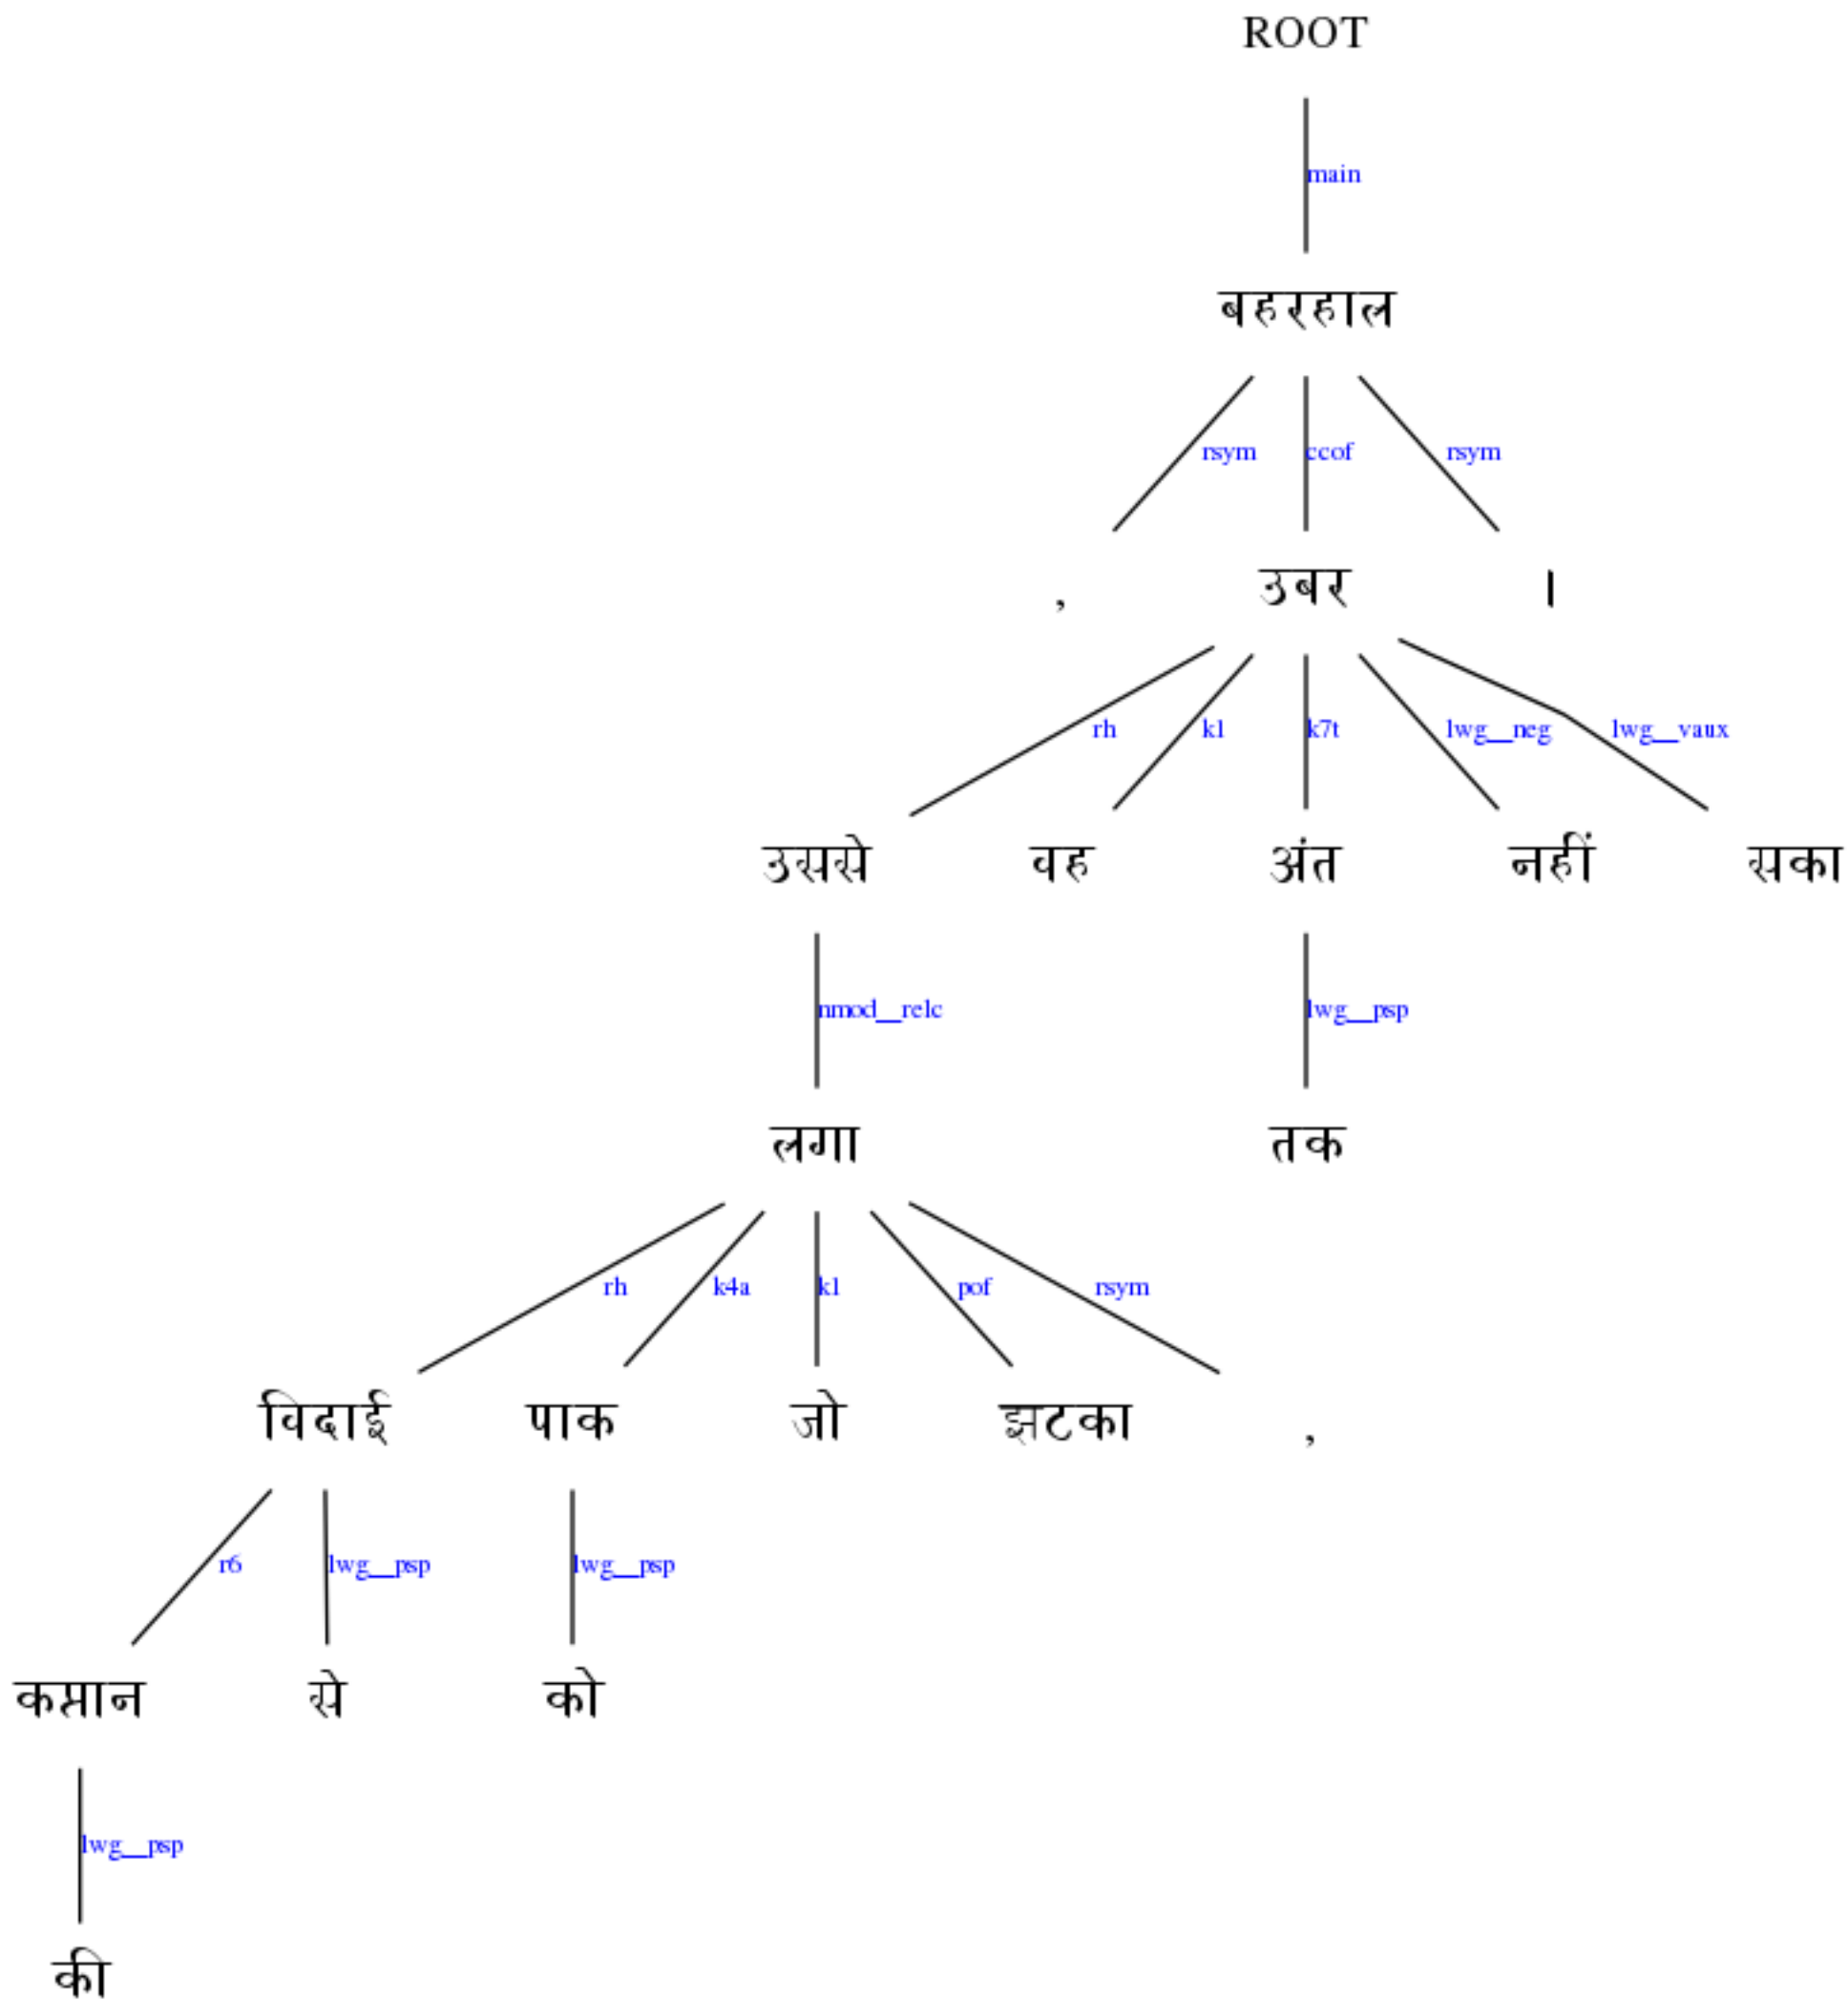 ROOT
main
बहरहाल
rsym ccof rsym
, उबर ।
rh k1 k7t lwg__neg lwg__vaux
उससे वह अंत नहीं सका
nmod__relc lwg__psp
लगा तक
rh k4a k1 pof rsym
विदाई पाक जो झटका ,
r6 lwg__psp lwg__psp
कप्तान से को
lwg__psp
की